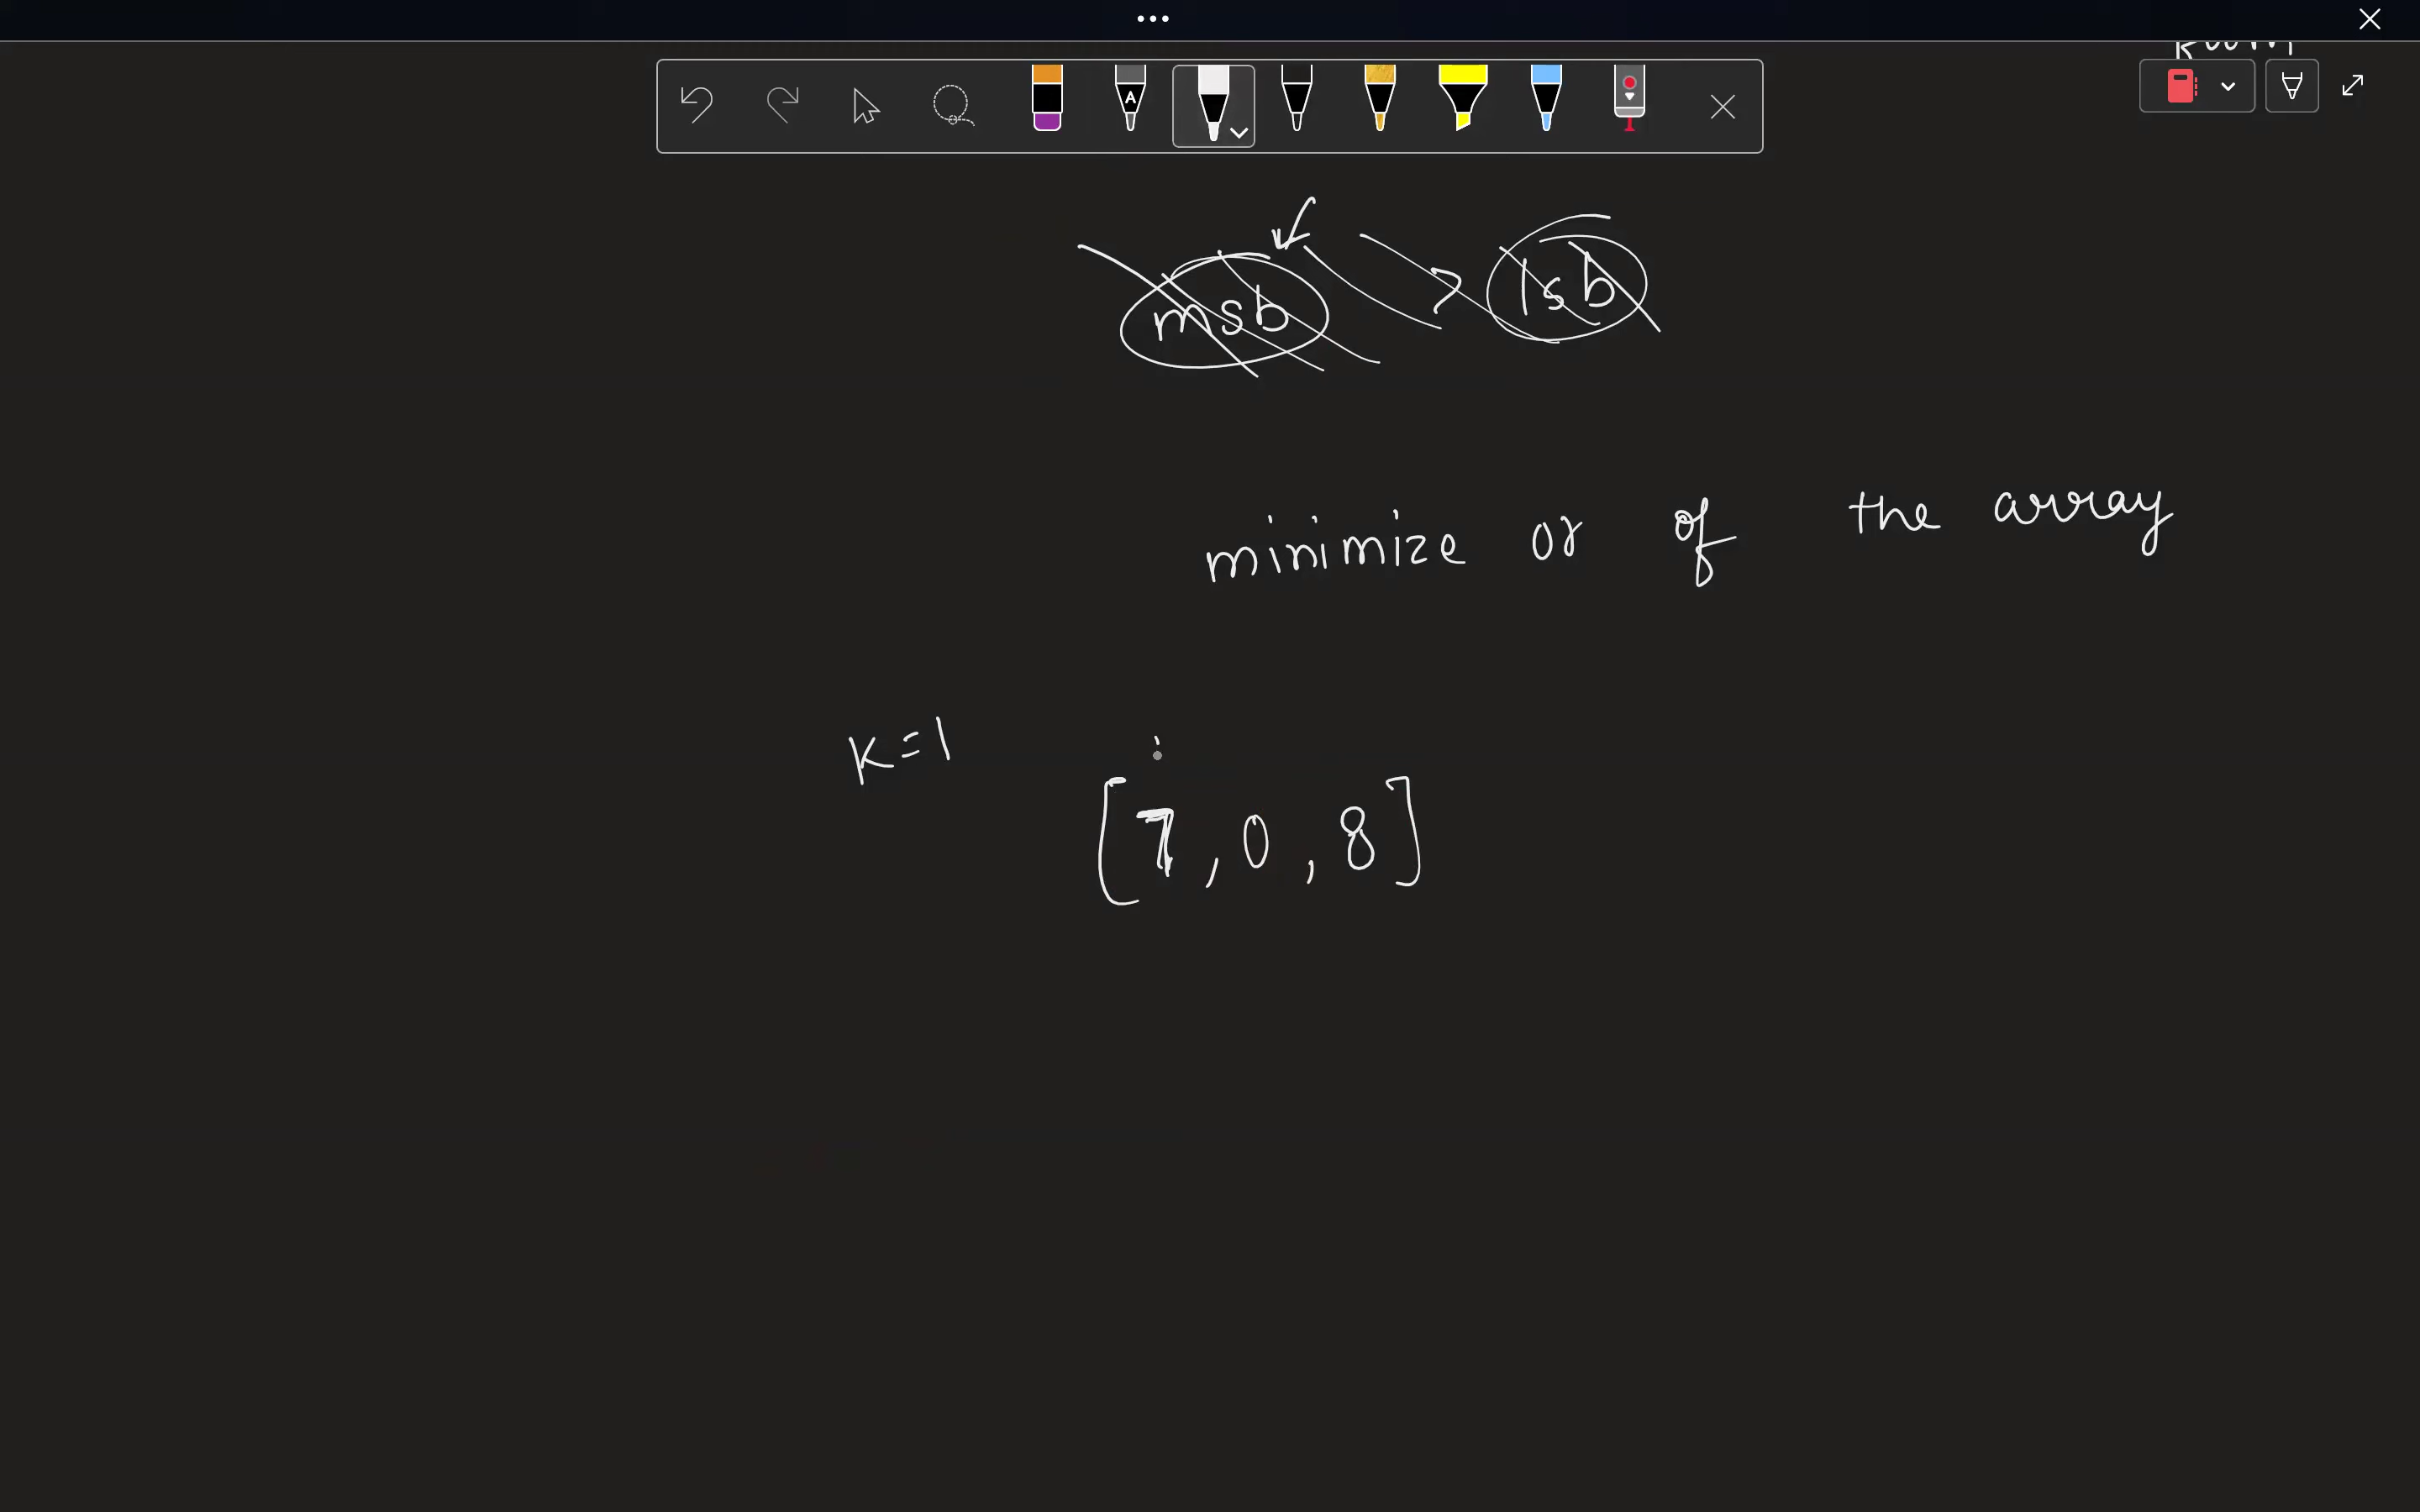 msb > lsb
minimize or of the array
K=1
[7, 0, 8]